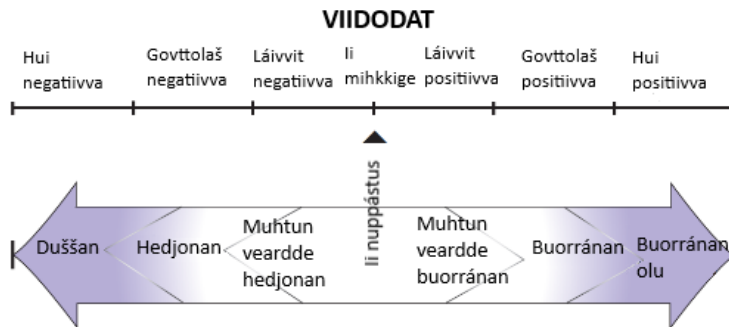 VIIDODAT
Hui
negatiivva
Govttolaš
negatiivva
Láivvit
negatiivva
Ii
mihkkige
Láivvit
positiivva
Govttolaš
positiivva
Hui
positiivva
Duššan
Hedjonan
Muhtun
veardde
hedjonan
Ii nuppástus
Muhtun
veardde
buorránan
Buorránan
Buorránan
olu